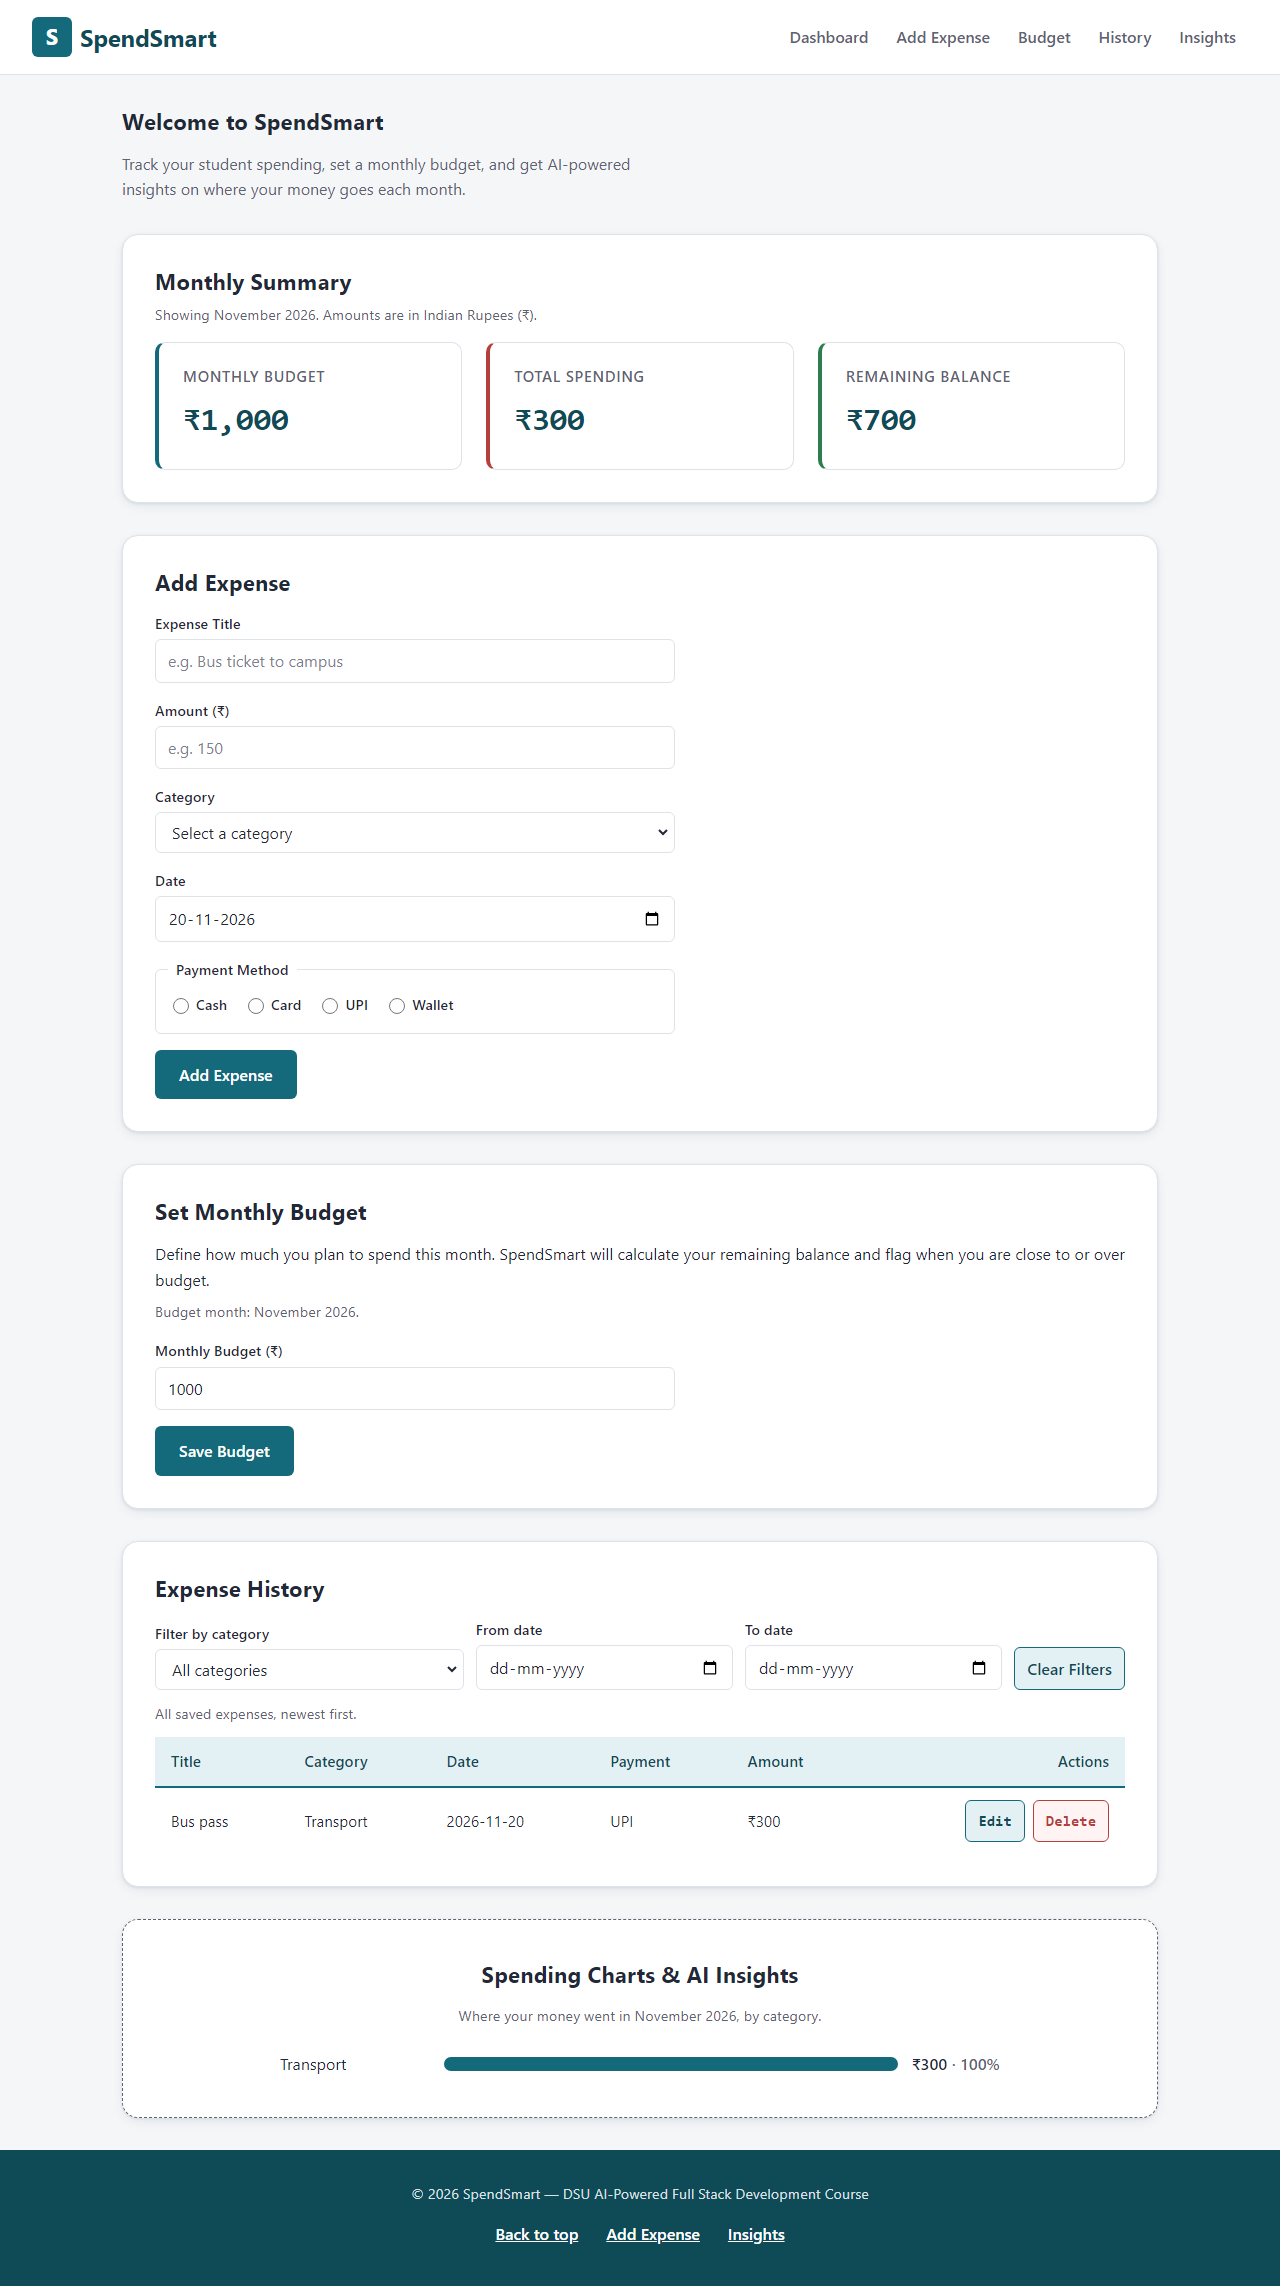 S SpendSmart
Dashboard Add Expense Budget History Insights
Welcome to SpendSmart
Track your student spending, set a monthly budget, and get AI-powered
insights on where your money goes each month.
Monthly Summary
Showing November 2026. Amounts are in Indian Rupees (₹).
MONTHLY BUDGET
₹1,000
TOTAL SPENDING
₹300
REMAINING BALANCE
₹700
Add Expense
Expense Title
e.g. Bus ticket to campus
Amount (₹)
e.g. 150
Category
Select a category
Date
20-11-2026
Payment Method
Cash Card UPI Wallet
Add Expense
Set Monthly Budget
Define how much you plan to spend this month. SpendSmart will calculate your remaining balance and flag when you are close to or over
budget.
Budget month: November 2026.
Monthly Budget (₹)
1000
Save Budget
Expense History
Filter by category
All categories
From date
dd-mm-yyyy
To date
dd-mm-yyyy
Clear Filters
All saved expenses, newest first.
Title Category Date Payment Amount Actions
Bus pass Transport 2026-11-20 UPI ₹300 Edit Delete
Spending Charts & AI Insights
Where your money went in November 2026, by category.
Transport ₹300 · 100%
© 2026 SpendSmart — DSU AI-Powered Full Stack Development Course
Back to top Add Expense Insights